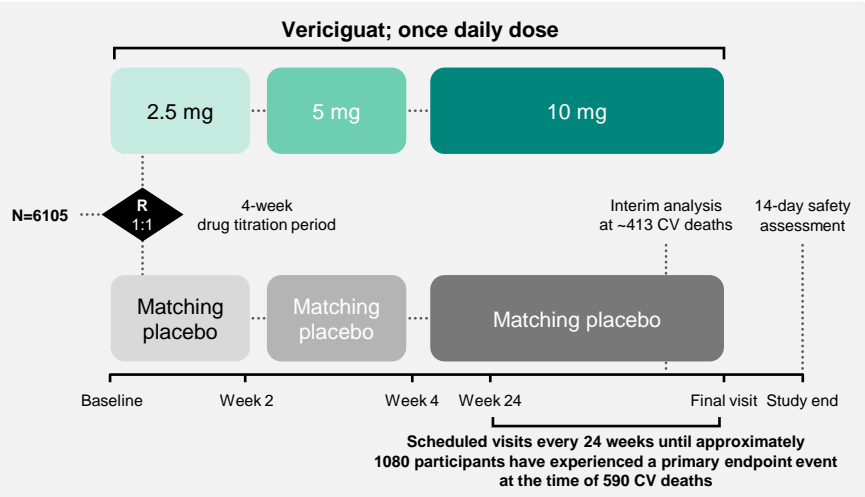 Vericiguat; once daily dose
2.5 mg
5 mg
10 mg
N=6105
R
1:1
4-week
drug titration period
Interim analysis
at ~413 CV deaths
14-day safety
assessment
Matching
placebo
Matching
placebo
Matching placebo
Baseline
Week 2
Week 4
Week 24
Final visit
Study end
Scheduled visits every 24 weeks until approximately
1080 participants have experienced a primary endpoint event
at the time of 590 CV deaths